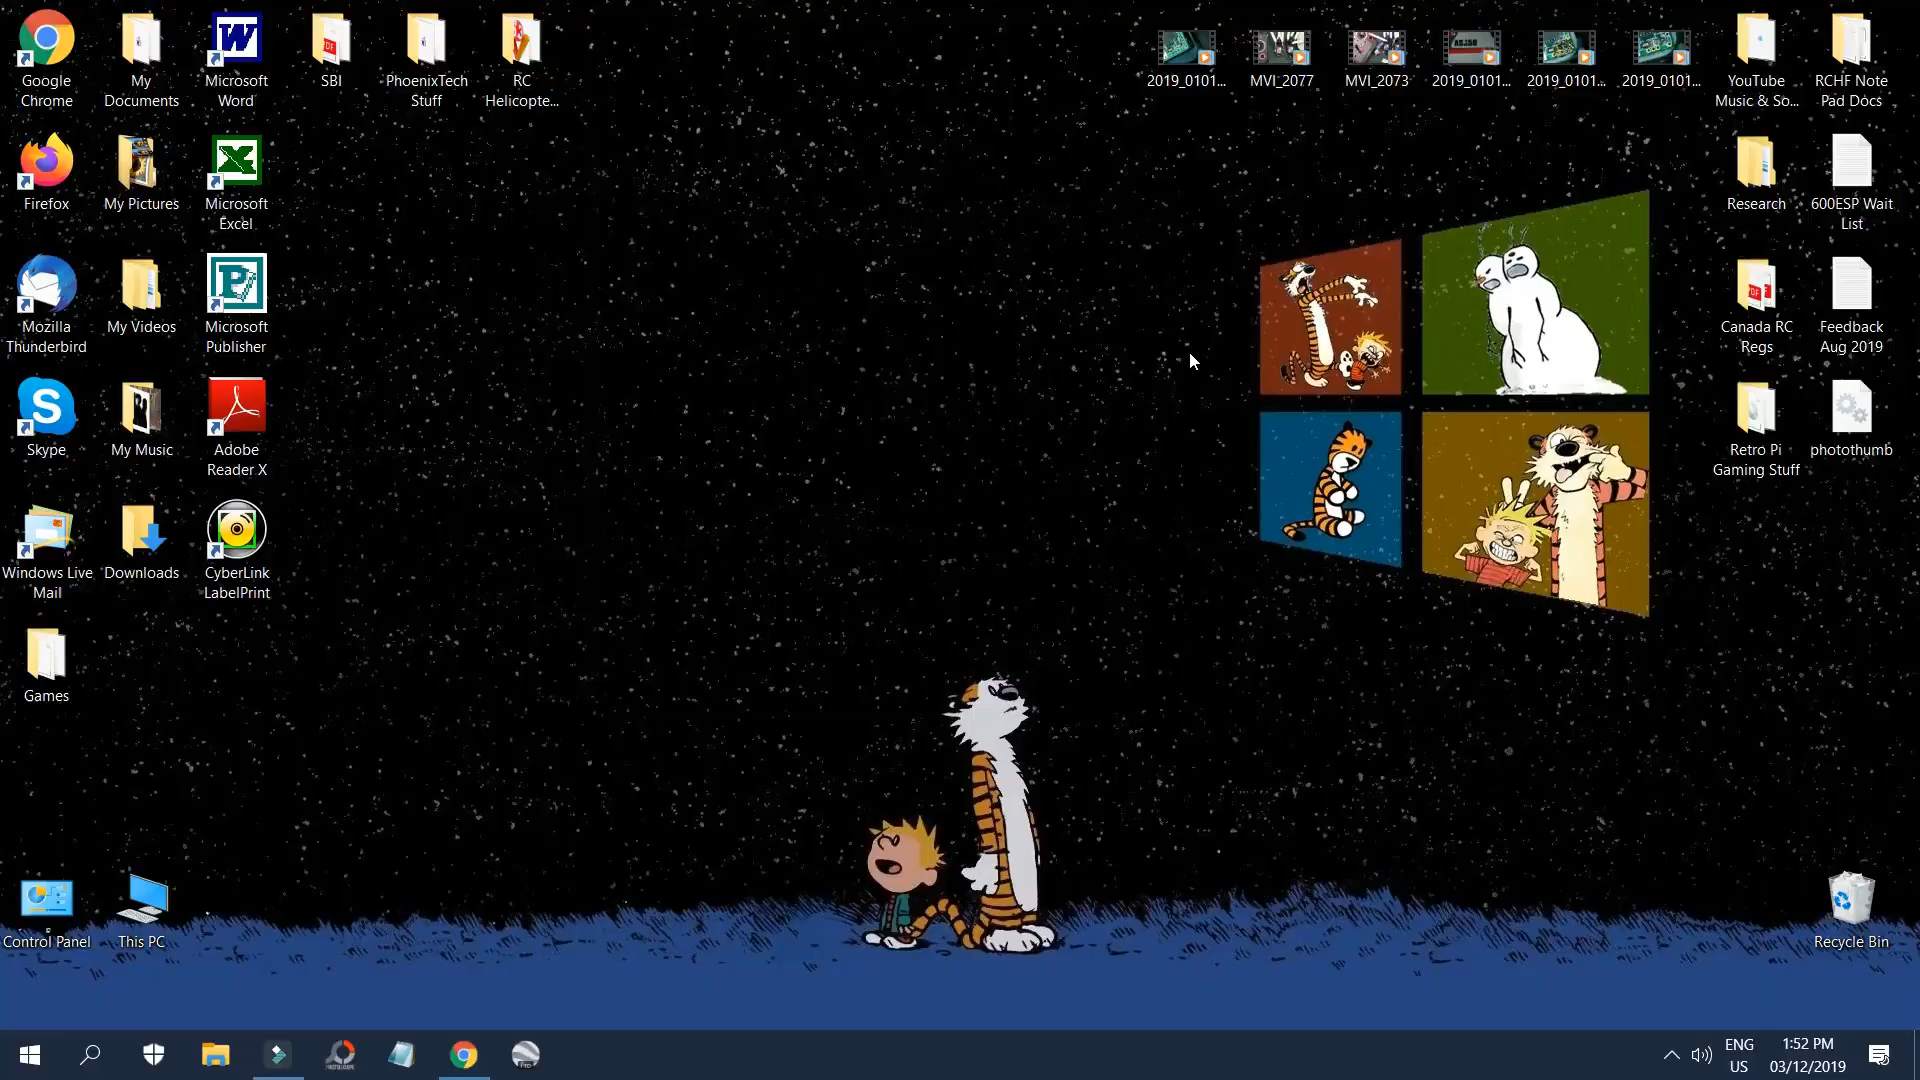 Google
Chrome
My
Documents
Microsoft
Word
SBI
PhoenixTech
Stuff
RC
Helicopte...
2019_0101...
MVI_2077
MVI_2073
2019_0101...
2019_0101...
2019_0101...
YouTube
Music & So...
RCHF Note
Pad Docs
Firefox
My Pictures
Microsoft
Excel
Research
600ESP Wait
List
Mozilla
Thunderbird
My Videos
Microsoft
Publisher
Canada RC
Regs
Feedback
Aug 2019
Skype
My Music
Adobe
Reader X
Retro Pi
Gaming Stuff
photothumb
Windows Live
Mail
Downloads
CyberLink
LabelPrint
Games
Control Panel
This PC
Recycle Bin
ENG
US
1:52 PM
03/12/2019